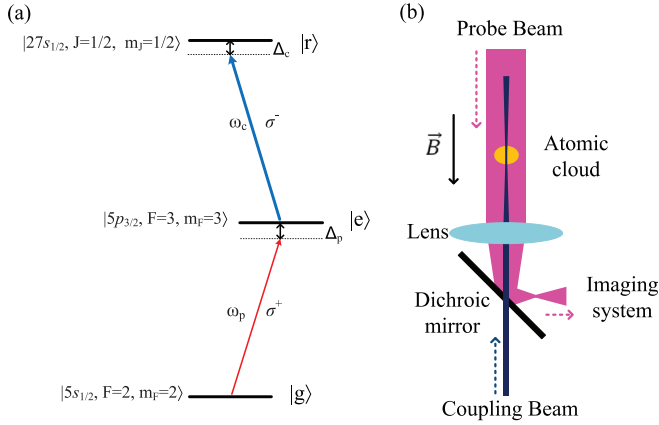 (a)
|27s1/2, J=1/2, mJ=1/2⟩
|r⟩
Δc
ωc
σ-
|5p3/2, F=3, mF=3⟩
|e⟩
Δp
ωp
σ+
|5s1/2, F=2, mF=2⟩
|g⟩
(b)
Probe Beam
B
Atomic
cloud
Lens
Imaging
system
Dichroic
mirror
Coupling Beam